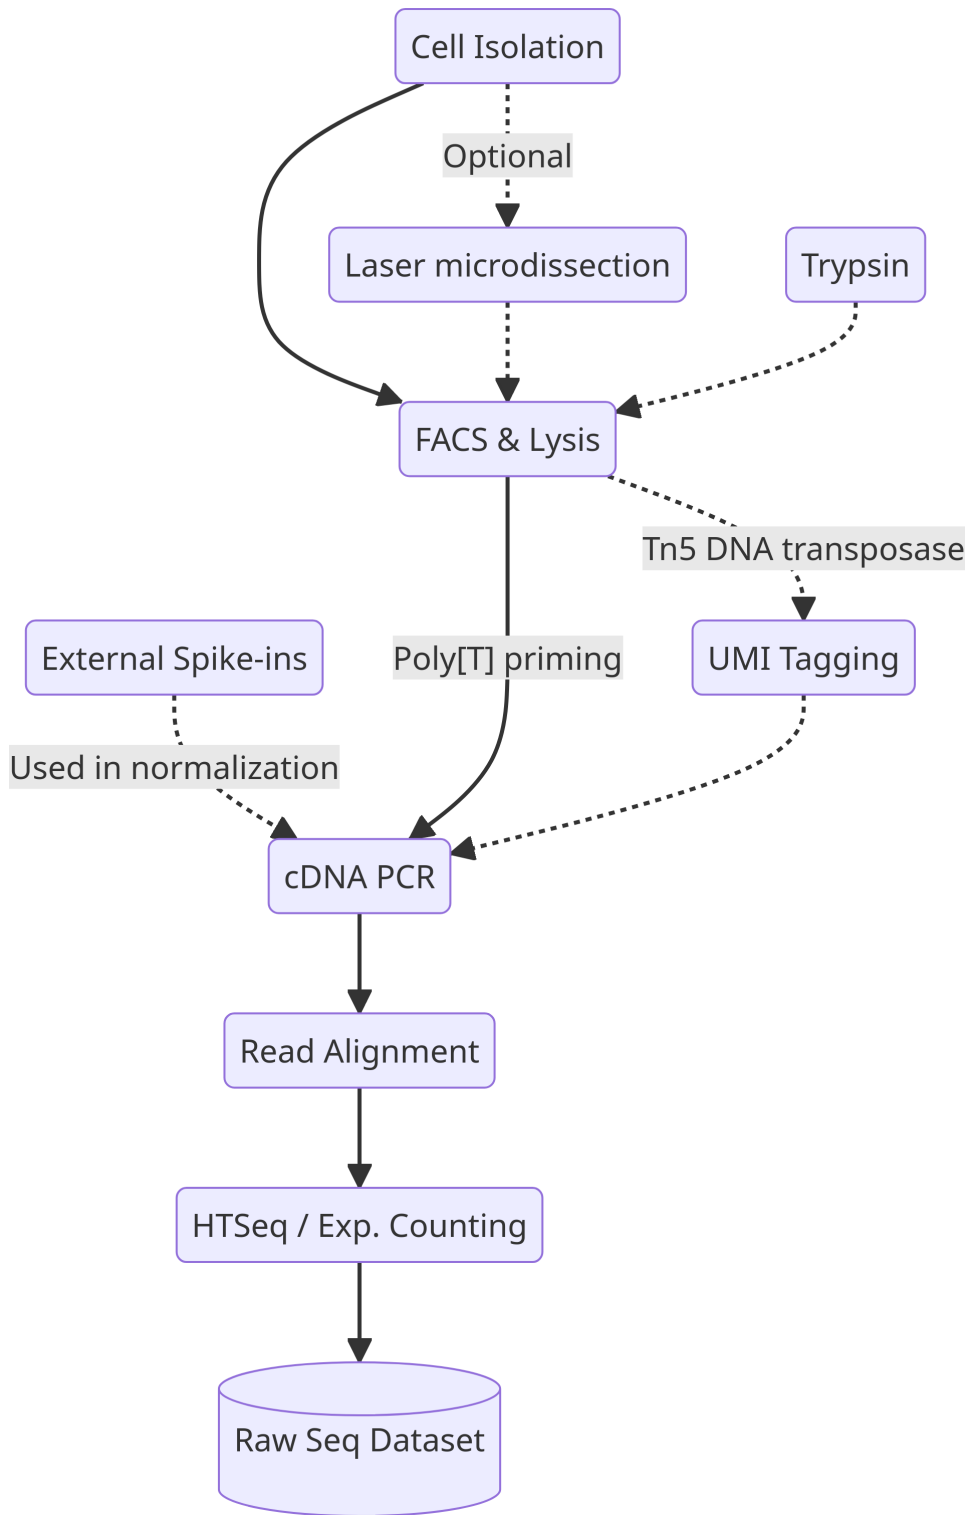 Cell Isolation
Optional
Laser microdissection
Trypsin
FACS & Lysis
Tn5 DNA transposase
External Spike-ins
Poly[T] priming
UMI Tagging
Used in normalization
cDNA PCR
Read Alignment
HTSeq / Exp. Counting
Raw Seq Dataset